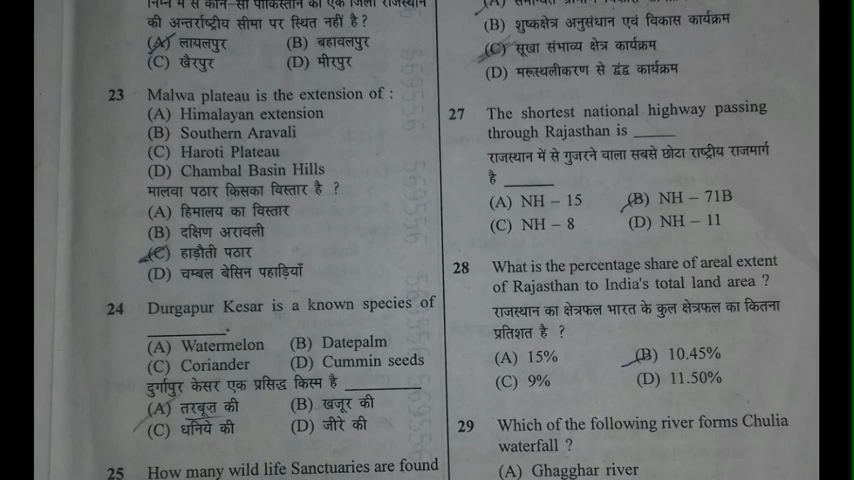 निम्न में से कौन-सा पाकिस्तान का एक जिला राजस्थान
की अन्तर्राष्ट्रीय सीमा पर स्थित नहीं है ?
(A) लायलपुर (B) बहावलपुर
(C) खैरपुर (D) मीरपुर
23 Malwa plateau is the extension of :
(A) Himalayan extension
(B) Southern Aravali
(C) Haroti Plateau
(D) Chambal Basin Hills
मालवा पठार किसका विस्तार है ?
(A) हिमालय का विस्तार
(B) दक्षिण अरावली
(C) हाड़ौती पठार
(D) चम्बल बेसिन पहाड़ियाँ
24 Durgapur Kesar is a known species of
________.
(A) Watermelon (B) Datepalm
(C) Coriander (D) Cummin seeds
दुर्गापुर केसर एक प्रसिद्ध किस्म है ________
(A) तरबूज की (B) खजूर की
(C) धनिये की (D) जीरे की
25 How many wild life Sanctuaries are found
(B) शुष्कक्षेत्र अनुसंधान एवं विकास कार्यक्रम
(C) सूखा संभाव्य क्षेत्र कार्यक्रम
(D) मरूस्थलीकरण से द्वंद्व कार्यक्रम
27 The shortest national highway passing
through Rajasthan is _____
राजस्थान में से गुजरने वाला सबसे छोटा राष्ट्रीय राजमार्ग
है ________
(A) NH – 15 (B) NH – 71B
(C) NH – 8 (D) NH – 11
28 What is the percentage share of areal extent
of Rajasthan to India's total land area ?
राजस्थान का क्षेत्रफल भारत के कुल क्षेत्रफल का कितना
प्रतिशत है ?
(A) 15% (B) 10.45%
(C) 9% (D) 11.50%
29 Which of the following river forms Chulia
waterfall ?
(A) Ghagghar river